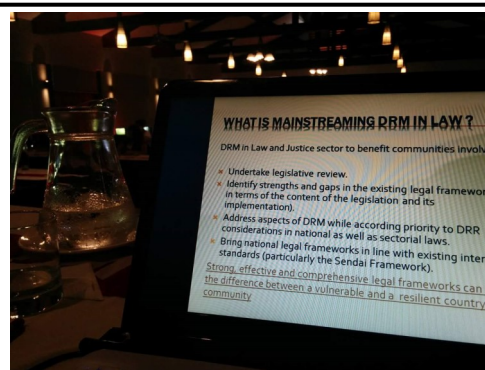 WHAT IS MAINSTREAMING DRM IN LAW ?
DRM in Law and Justice sector to benefit communities involv
Undertake legislative review.
Identify strengths and gaps in the existing legal framewor
in terms of the content of the legislation and its
implementation).
Address aspects of DRM while according priority to DRR
considerations in national as well as sectorial laws.
Bring national legal frameworks in line with existing inter
standards (particularly the Sendai Framework).
Strong, effective and comprehensive legal frameworks can
the difference between a vulnerable and a resilient country
community